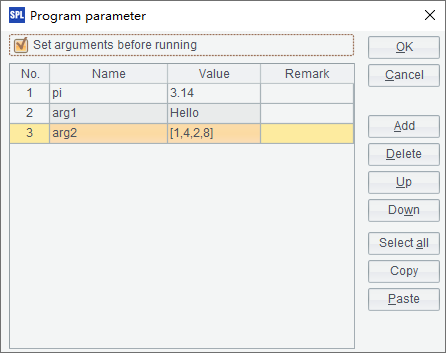 SPL Program parameter
Set arguments before running
No. Name Value Remark
1 pi 3.14
2 arg1 Hello
3 arg2 [1,4,2,8]
OK
Cancel
Add
Delete
Up
Down
Select all
Copy
Paste